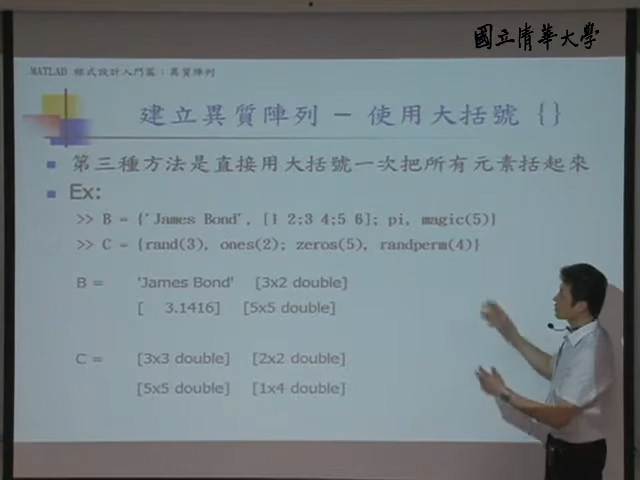 國立清華大學
MATLAB 程式設計入門篇：異質陣列
建立異質陣列 － 使用大括號 {}
第三種方法是直接用大括號一次把所有元素括起來
Ex:
>> B = {'James Bond', [1 2;3 4;5 6]; pi, magic(5)}
>> C = {rand(3), ones(2); zeros(5), randperm(4)}
B = 'James Bond' [3x2 double]
[ 3.1416] [5x5 double]
C = [3x3 double] [2x2 double]
[5x5 double] [1x4 double]